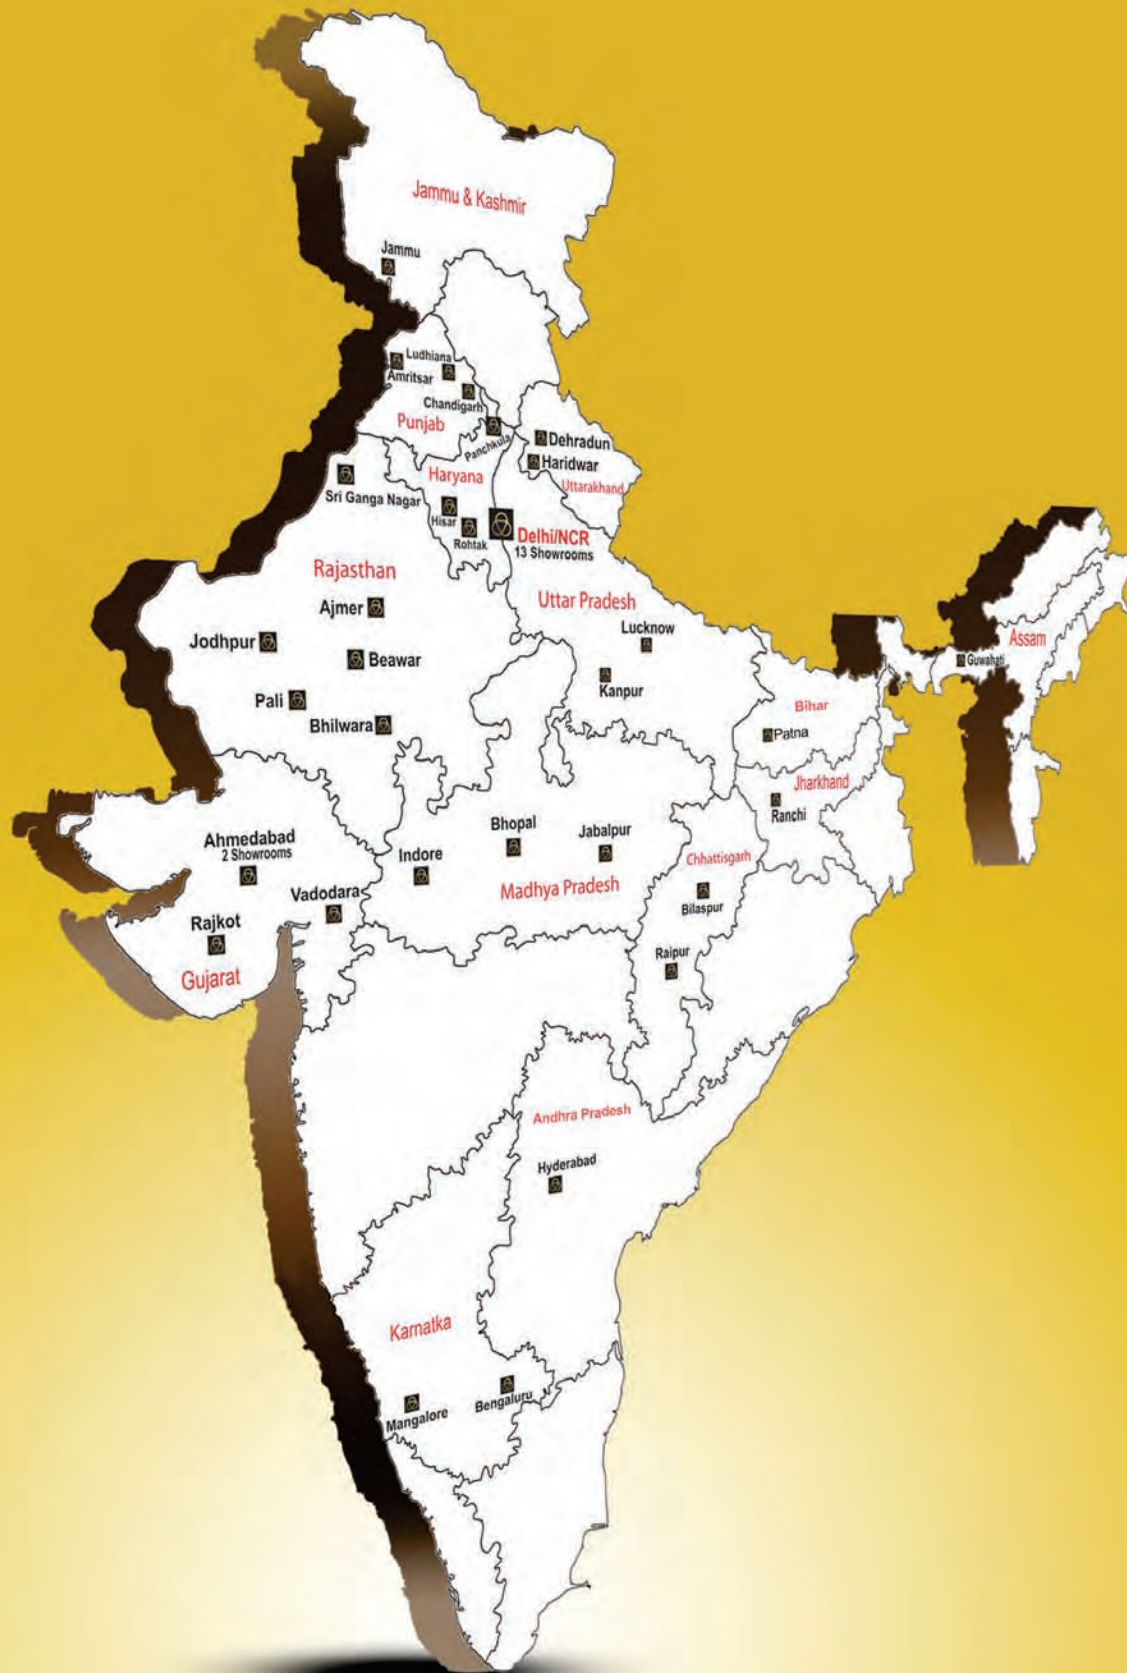 Jammu & Kashmir
Jammu
Ludhiana
Amritsar
Chandigarh
Punjab
Panchkula
Dehradun
Haridwar
Uttarakhand
Haryana
Sri Ganga Nagar
Hisar
Rohtak
Delhi/NCR
13 Showrooms
Rajasthan
Uttar Pradesh
Ajmer
Lucknow
Jodhpur
Beawar
Assam
Guwahati
Kanpur
Pali
Bhilwara
Bihar
Patna
Jharkhand
Ranchi
Ahmedabad
2 Showrooms
Bhopal
Jabalpur
Indore
Chhattisgarh
Vadodara
Madhya Pradesh
Bilaspur
Rajkot
Gujarat
Raipur
Andhra Pradesh
Hyderabad
Karnatka
Mangalore
Bengaluru